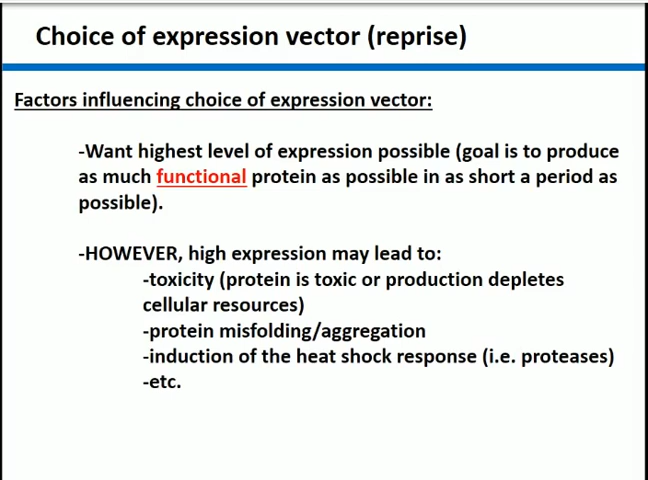 Choice of expression vector (reprise)
Factors influencing choice of expression vector:
-Want highest level of expression possible (goal is to produce
as much functional protein as possible in as short a period as
possible).
-HOWEVER, high expression may lead to:
-toxicity (protein is toxic or production depletes
cellular resources)
-protein misfolding/aggregation
-induction of the heat shock response (i.e. proteases)
-etc.